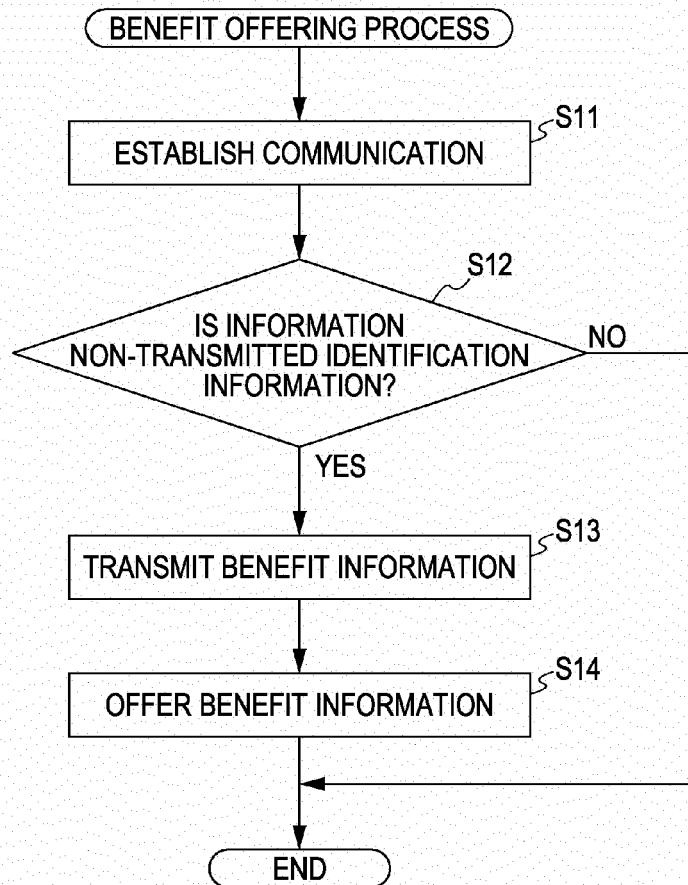 BENEFIT OFFERING PROCESS
S11
ESTABLISH COMMUNICATION
S12
IS INFORMATION
NON-TRANSMITTED IDENTIFICATION
INFORMATION?
NO
YES
S13
TRANSMIT BENEFIT INFORMATION
S14
OFFER BENEFIT INFORMATION
END